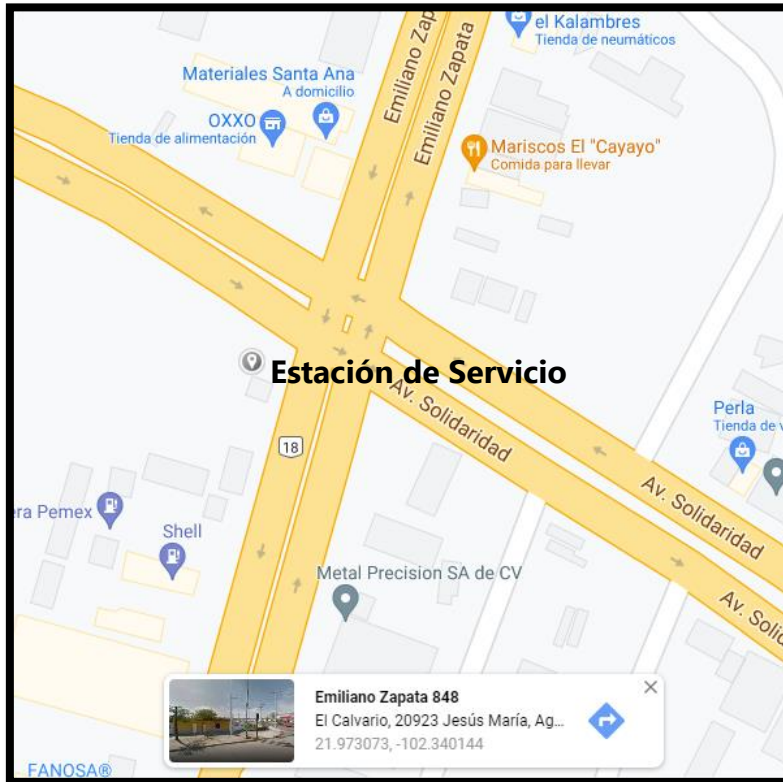 el Kalambres
Tienda de neumáticos
Emiliano Zap
Emiliano Zapata
Materiales Santa Ana
A domicilio
OXXO
Tienda de alimentación
Mariscos El "Cayayo"
Comida para llevar
Estación de Servicio
Av. Solidaridad
Perla
Tienda de v
18
Av. Solidaridad
era Pemex
Shell
Metal Precision SA de CV
Av. Solid
Emiliano Zapata 848
El Calvario, 20923 Jesús María, Ag...
21.973073, -102.340144
FANOSA®